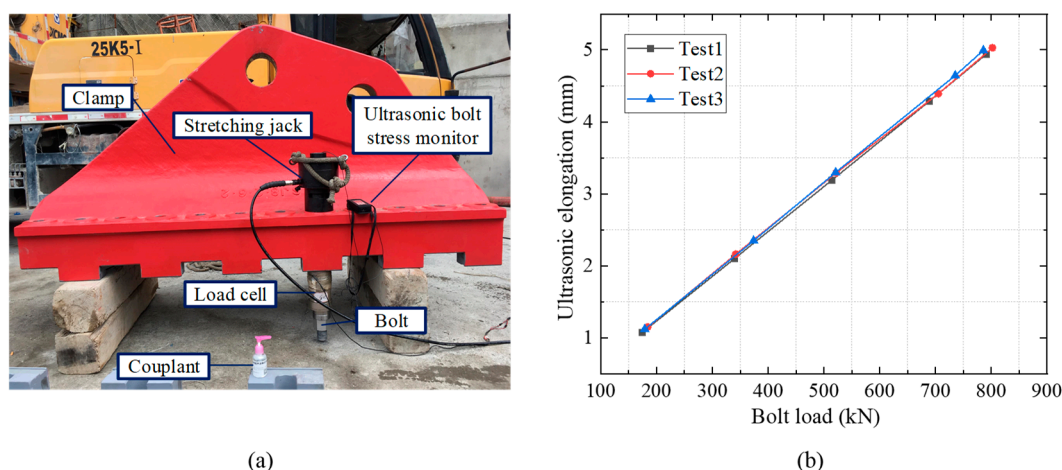 25K5-I
Clamp
Stretching jack
Ultrasonic bolt
stress monitor
Load cell
Bolt
Couplant
(a)
Test1
Test2
Test3
Ultrasonic elongation (mm)
5
4
3
2
1
100 200 300 400 500 600 700 800 900
Bolt load (kN)
(b)